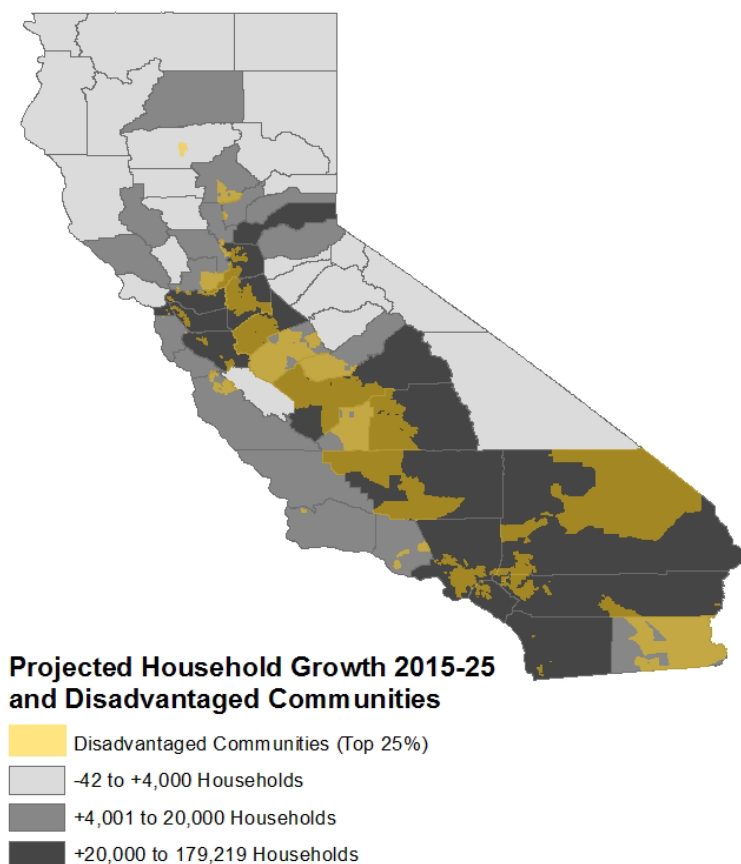 Projected Household Growth 2015-25
and Disadvantaged Communities
Disadvantaged Communities (Top 25%)
-42 to +4,000 Households
+4,001 to 20,000 Households
+20,000 to 179,219 Households